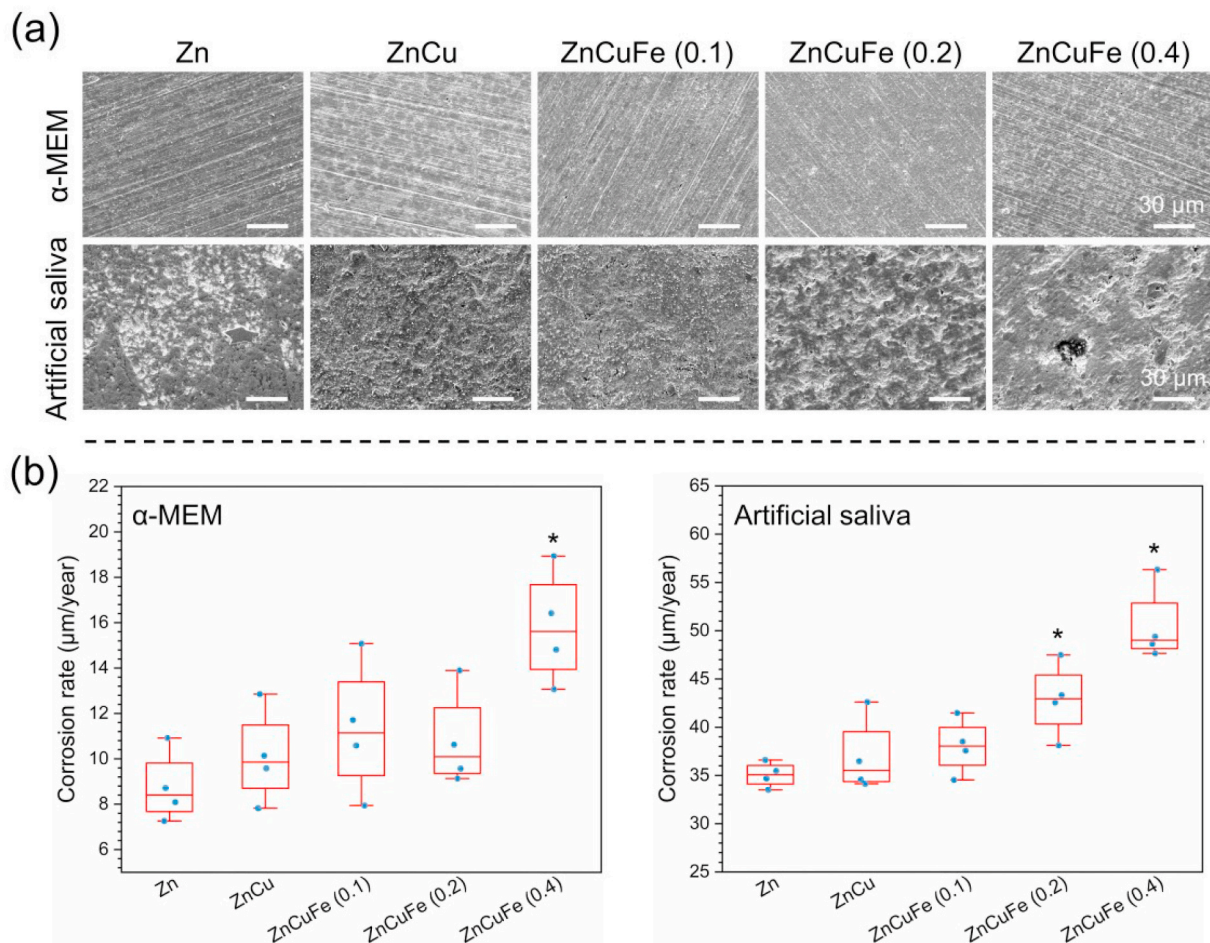 (a)
Zn ZnCu ZnCuFe (0.1) ZnCuFe (0.2) ZnCuFe (0.4)
α-MEM
30 μm
Artificial saliva
30 μm
(b)
α-MEM
Corrosion rate (μm/year)
22
20
18
16
14
12
10
8
6
*
Zn ZnCu ZnCuFe (0.1) ZnCuFe (0.2) ZnCuFe (0.4)
Artificial saliva
Corrosion rate (μm/year)
65
60
55
50
45
40
35
30
25
*
*
Zn ZnCu ZnCuFe (0.1) ZnCuFe (0.2) ZnCuFe (0.4)